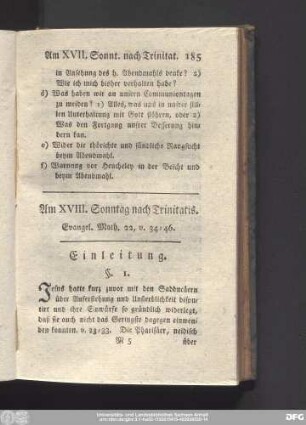 Am XVII. Sonnt. nach Trinitat. 185
in Ansehung des h. Abendmahls denke? 2)
Wie ich mich bisher verhalten habe?
d) Was haben wir an unsern Communiontagen
zu meiden? 1) Alles, was uns in unsrer stil-
len Unterhaltung mit Gott stöhren, oder 2)
Was den Fortgang unsrer Besserung hin-
dern kan.
e) Wider die thörichte und sündliche Rangsucht
beym Abendmahl.
f) Warnung vor Heucheley in der Beicht und
beym Abendmahl.
Am XVIII. Sonntag nach Trinitatis.
Evangel. Matth. 22, v. 34-46.
Einleitung.
§. 1.
Jesus hatte kurz zuvor mit den Sadducäern
über Auferstehung und Unsterblichkeit dispu-
tirt und ihre Einwürfe so gründlich widerlegt,
daß sie auch nicht das Geringste dagegen einwen-
den konnten. v. 23-33. Die Pharisäer, neidisch
M 5 über